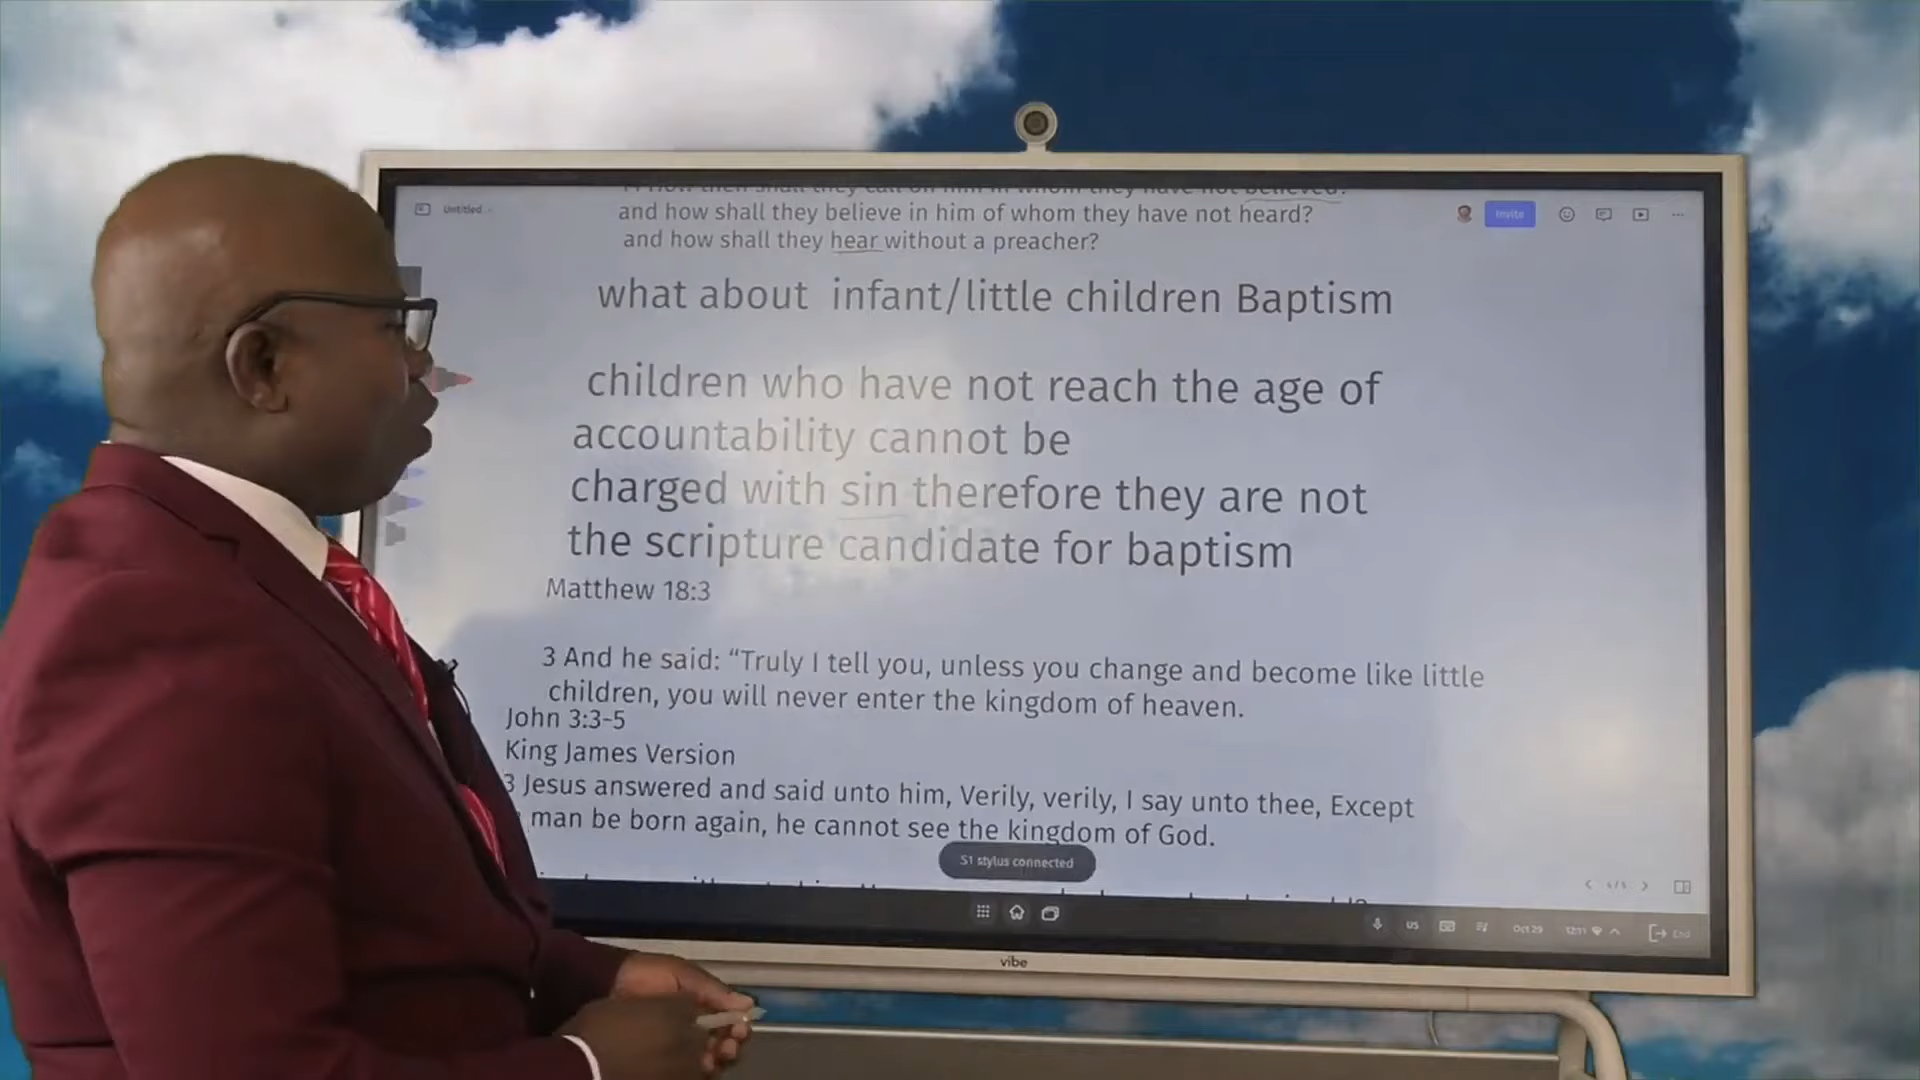 Untitled
and how shall they believe in him of whom they have not heard?
Invite
and how shall they hear without a preacher?
what about infant/little children Baptism
children who have not reach the age of
accountability cannot be
charged with sin therefore they are not
the scripture candidate for baptism
Matthew 18:3
3 And he said: “Truly I tell you, unless you change and become like little
children, you will never enter the kingdom of heaven.
John 3:3-5
King James Version
3 Jesus answered and said unto him, Verily, verily, I say unto thee, Except
man be born again, he cannot see the kingdom of God.
S1 stylus connected
US
Oct 29
End
vibe